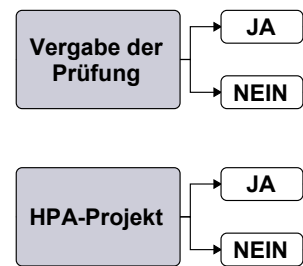 Vergabe der
Prüfung
JA
NEIN
HPA-Projekt
JA
NEIN